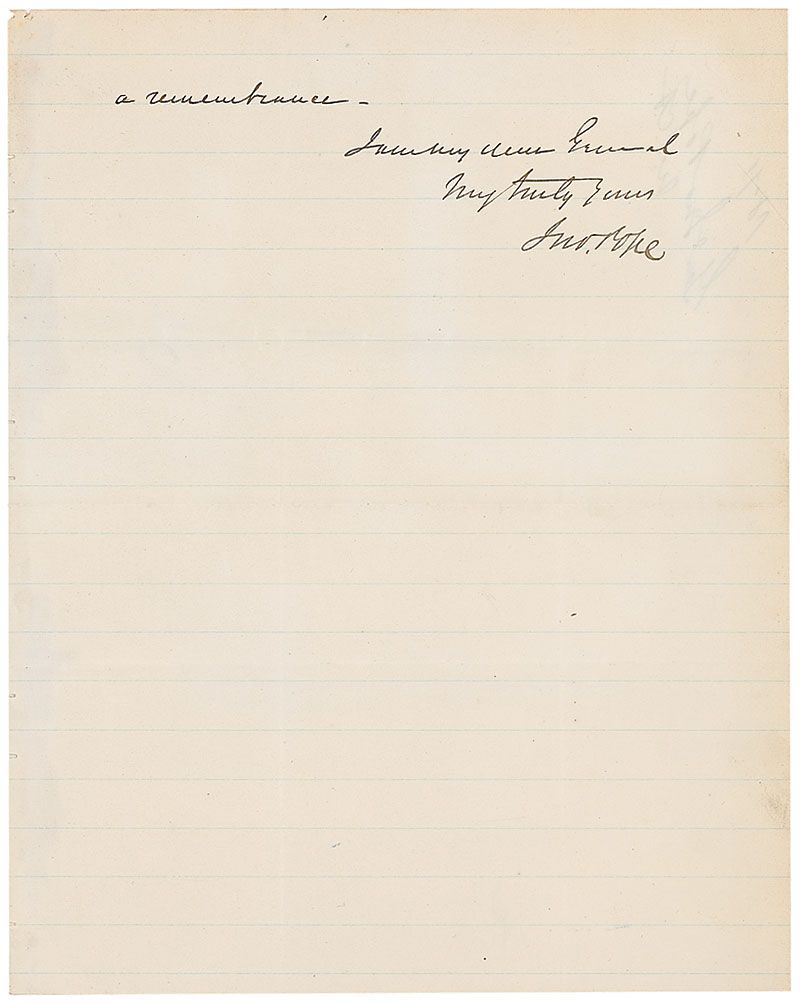 a remembrance -
I am my dear General
Very truly Yours
Jno. Pope